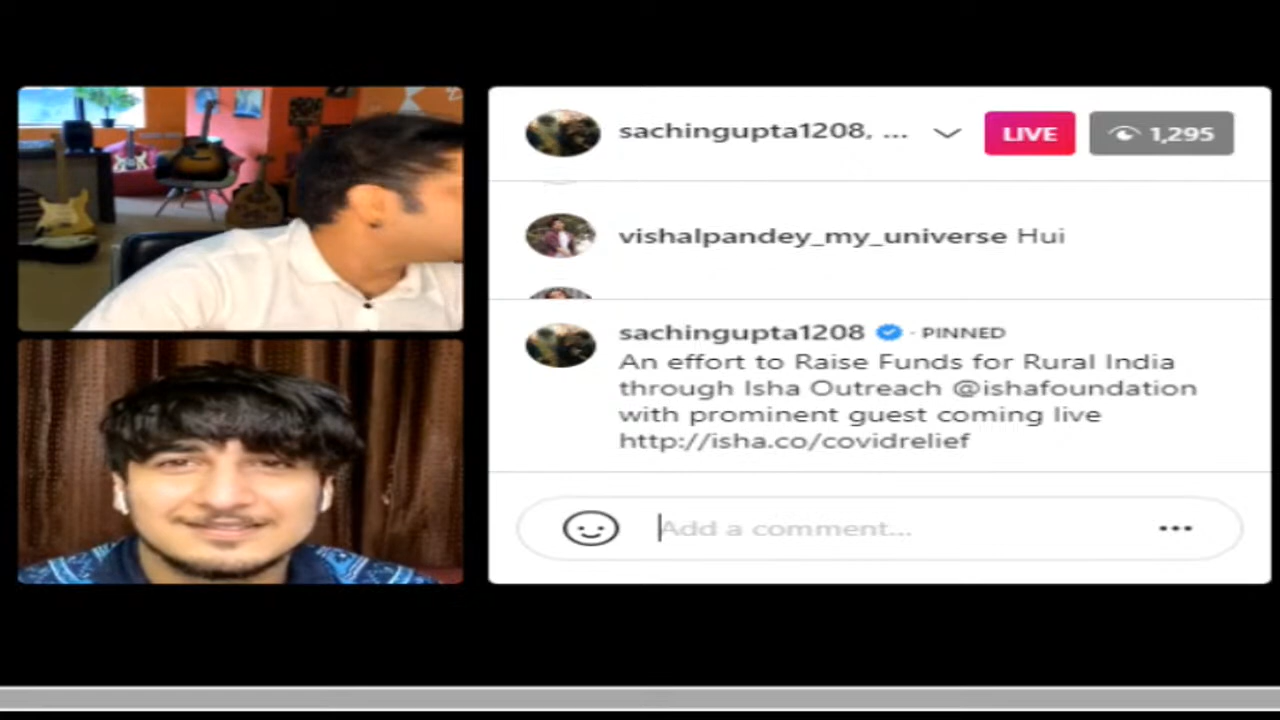 sachingupta1208, ...
LIVE
1,295
vishalpandey_my_universe Hui
sachingupta1208 · PINNED
An effort to Raise Funds for Rural India
through Isha Outreach @ishafoundation
with prominent guest coming live
http://isha.co/covidrelief
Add a comment...